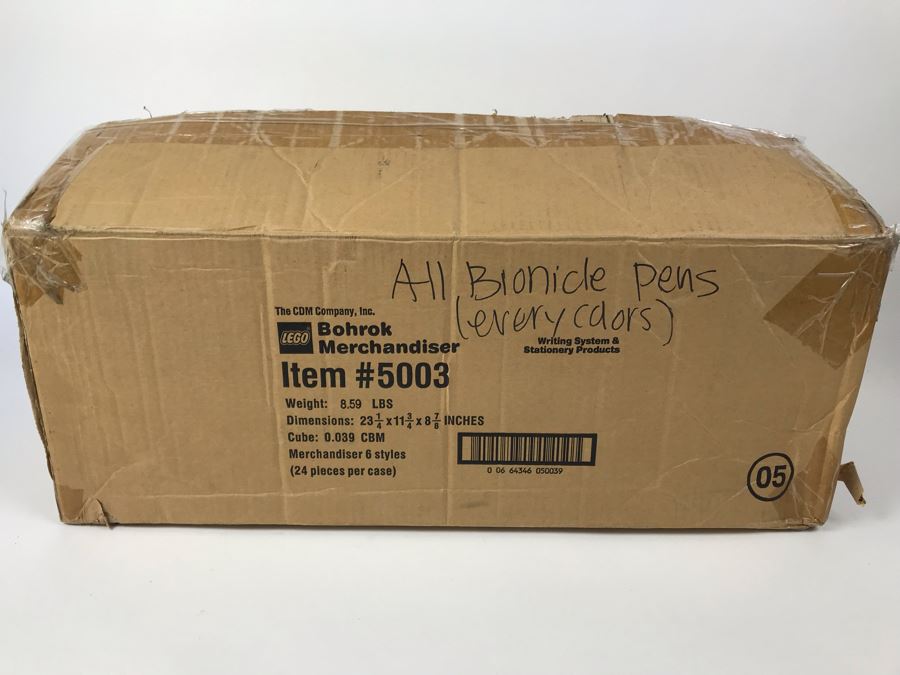 All Bionicle Pens
(every colors)
The CDM Company, Inc.
LEGO Bohrok
Merchandiser
Writing System &
Stationery Products
Item #5003
Weight: 8.59 LBS
Dimensions: 23 1/4 x 11 3/4 x 8 7/8 INCHES
Cube: 0.039 CBM
Merchandiser 6 styles
(24 pieces per case)
0 06 64346 050039
05